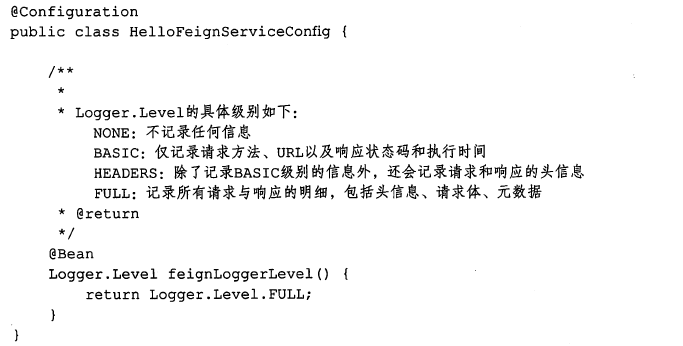 @Configuration
public class HelloFeignServiceConfig {
/**
*
* Logger.Level的具体级别如下:
NONE: 不记录任何信息
BASIC: 仅记录请求方法、URL以及响应状态码和执行时间
HEADERS: 除了记录BASIC级别的信息外, 还会记录请求和响应的头信息
FULL: 记录所有请求与响应的明细, 包括头信息、请求体、元数据
* @return
*/
@Bean
Logger.Level feignLoggerLevel() {
return Logger.Level.FULL;
}
}